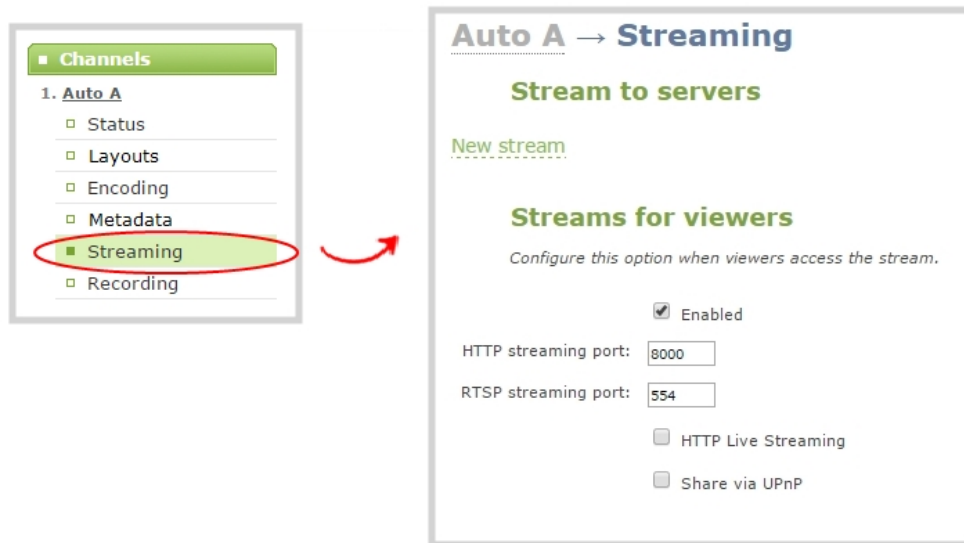 Channels
1. Auto A
Status
Layouts
Encoding
Metadata
Streaming
Recording
Auto A → Streaming
Stream to servers
New stream
Streams for viewers
Configure this option when viewers access the stream.
Enabled
HTTP streaming port: 8000
RTSP streaming port: 554
HTTP Live Streaming
Share via UPnP